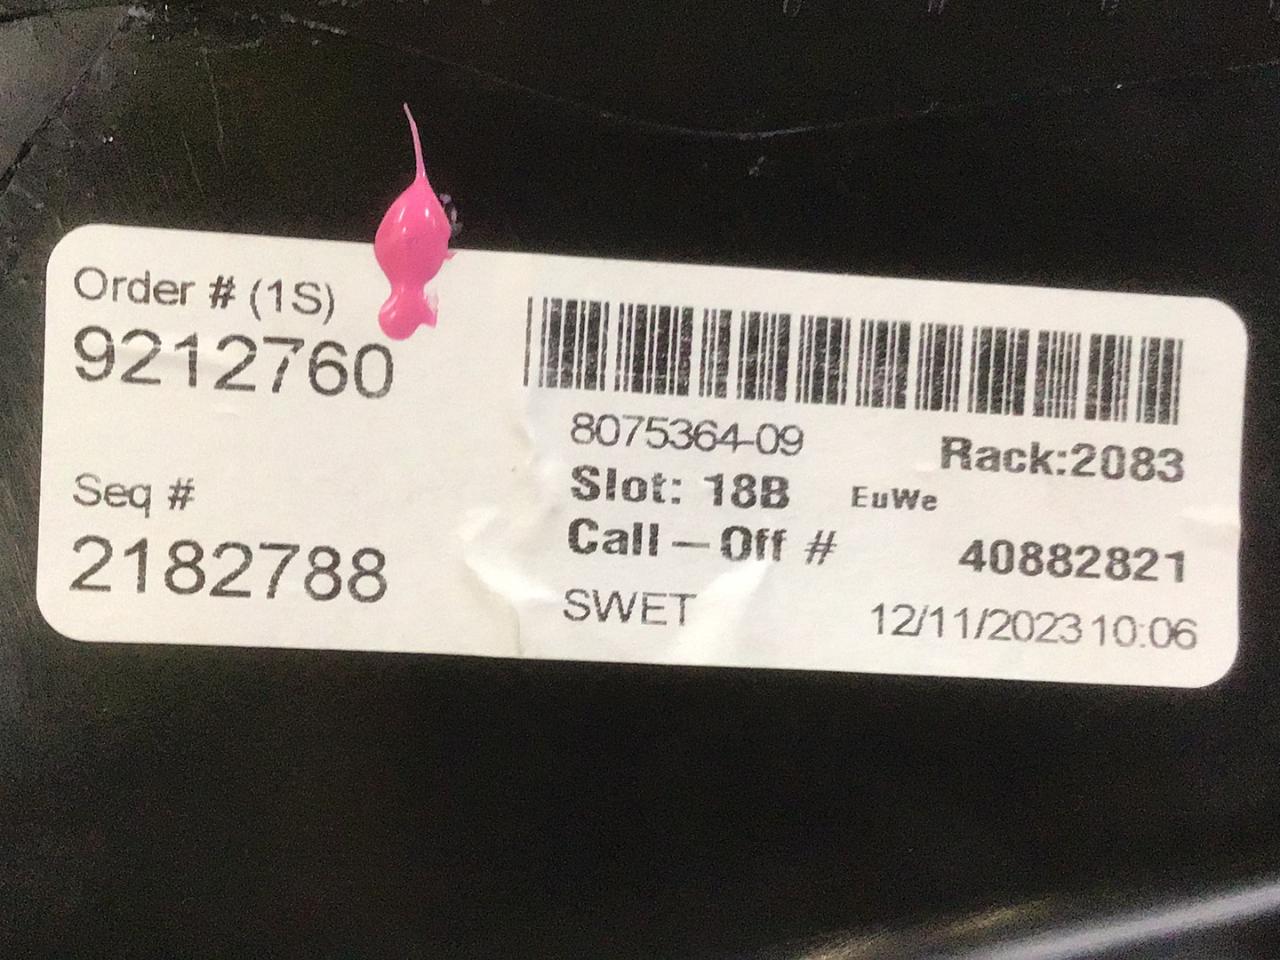 Order # (1S)
9212760
Seq #
2182788
8075364-09
Rack:2083
Slot: 18B
EuWe
Call – Off #
40882821
SWET
12/11/2023 10:06